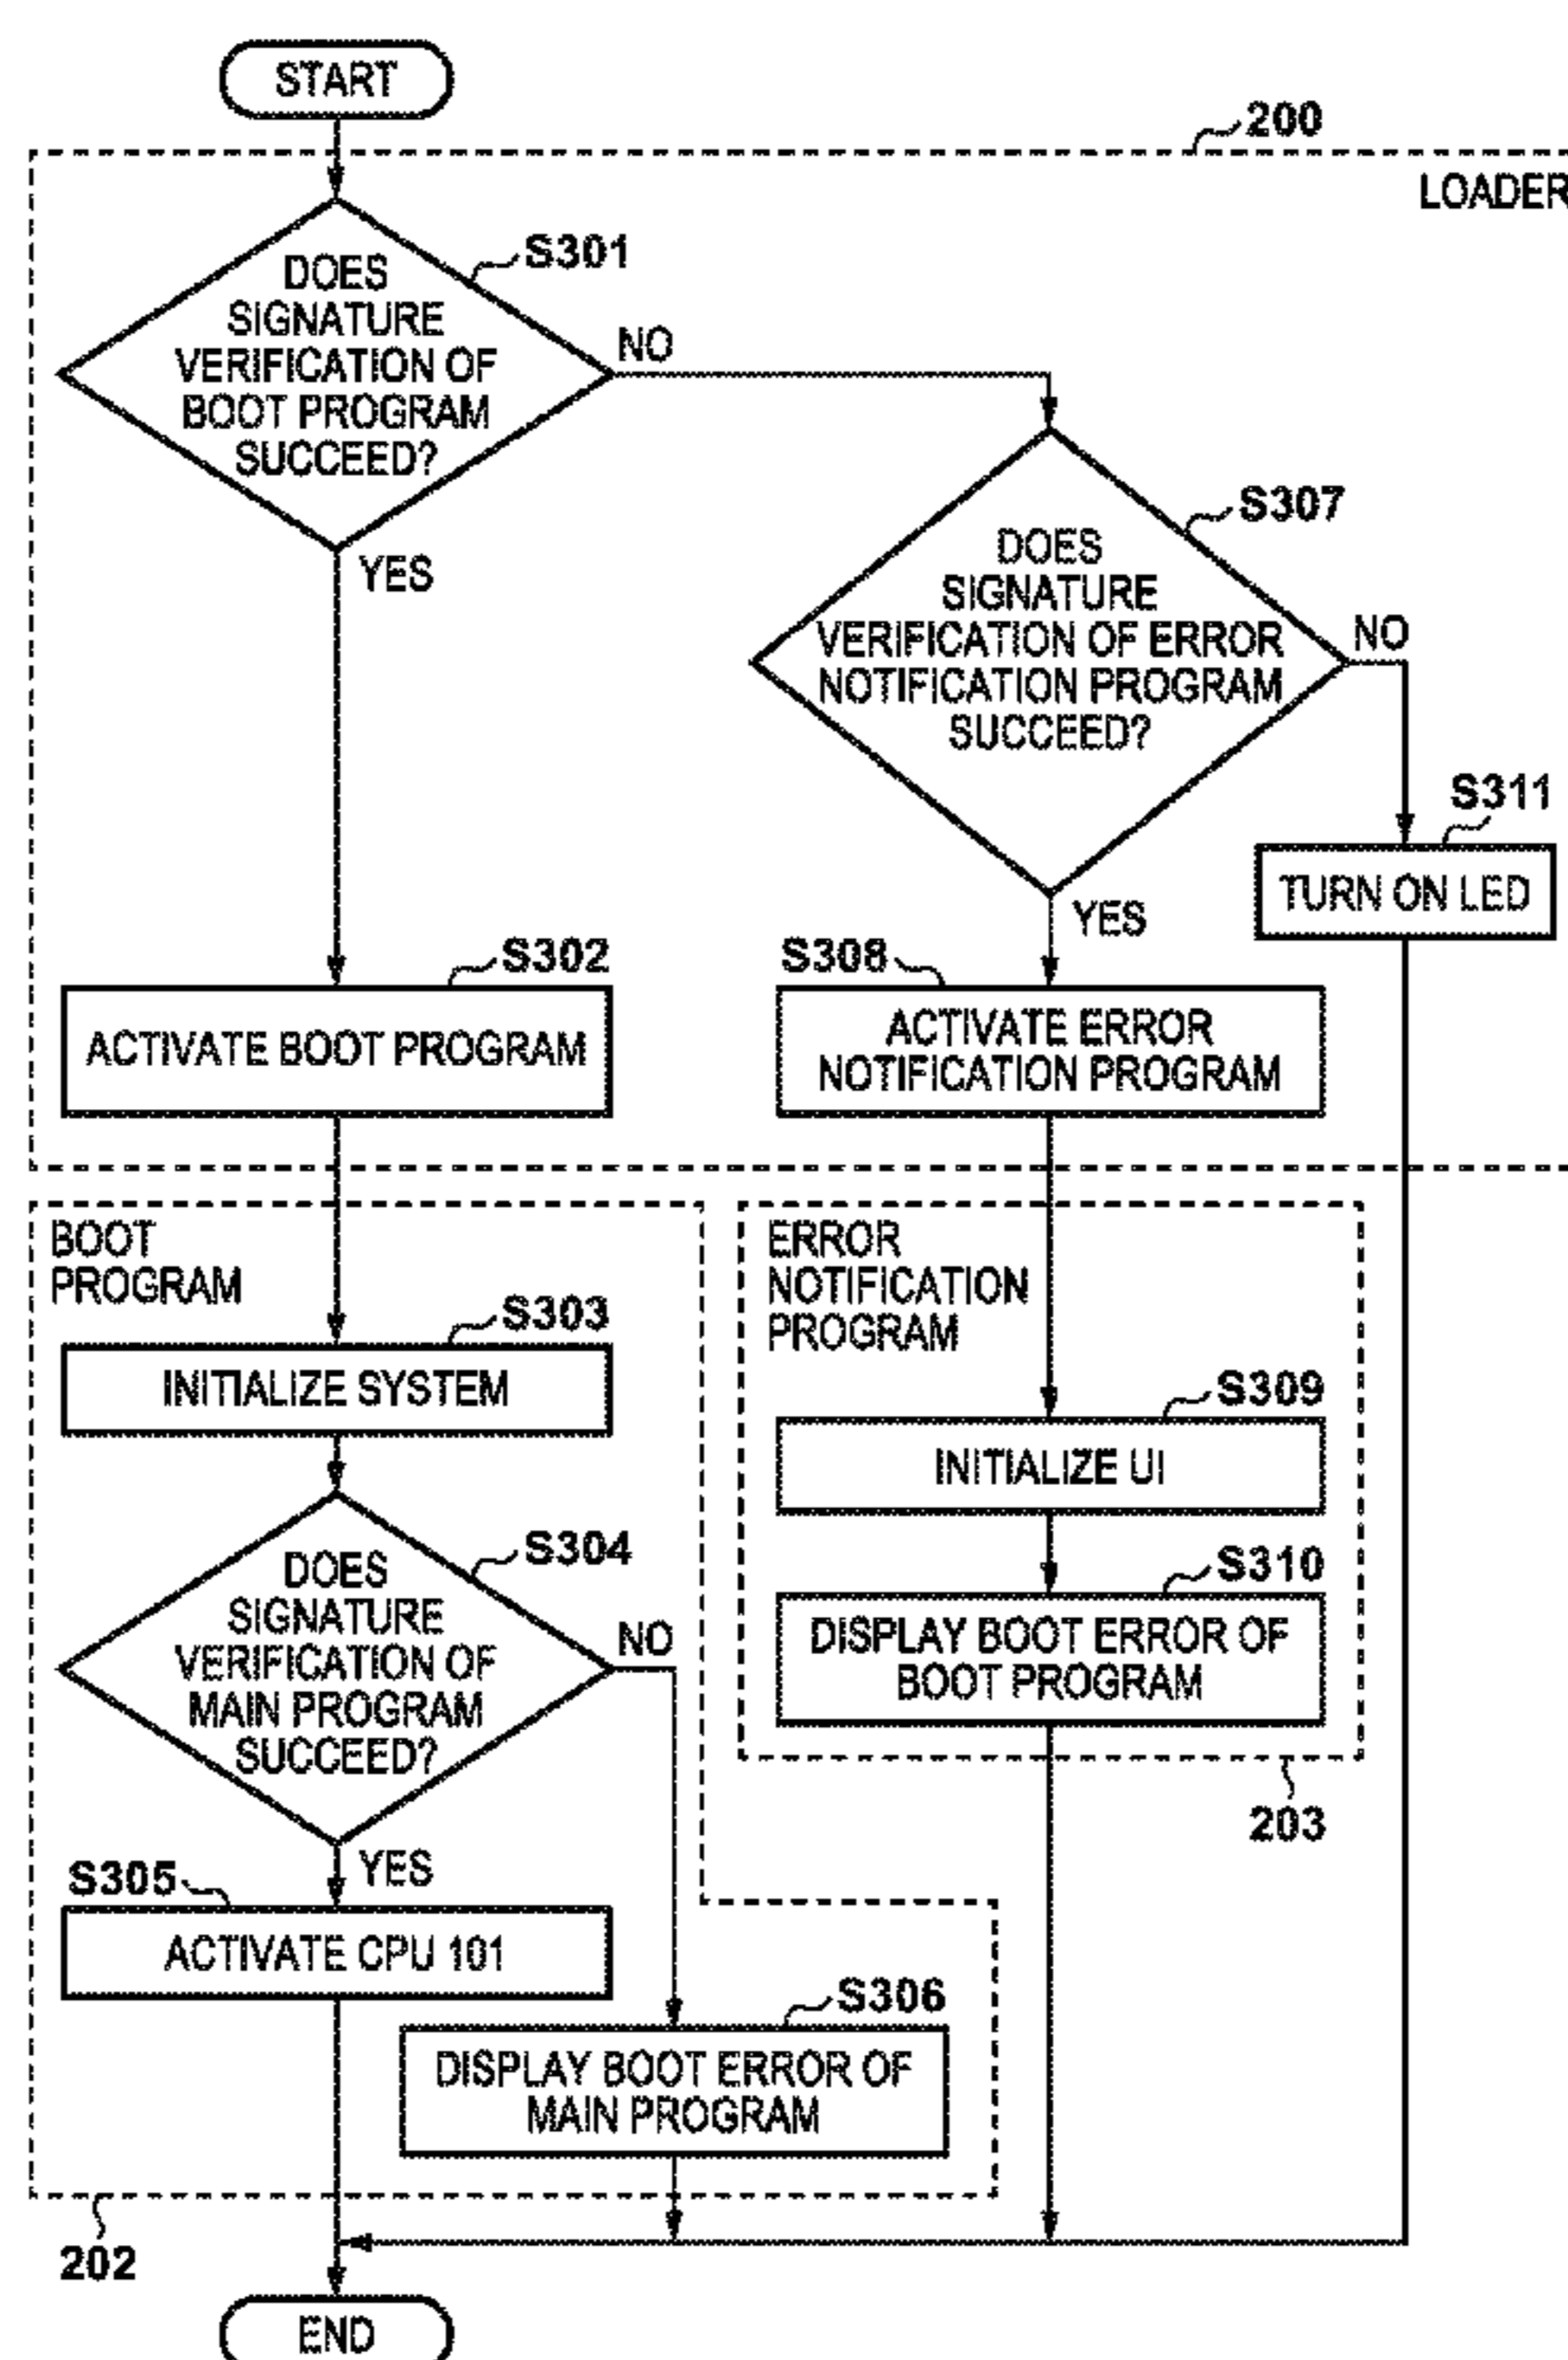 START
200
LOADER
S301
DOES
SIGNATURE
VERIFICATION OF
BOOT PROGRAM
SUCCEED?
NO
YES
S307
DOES
SIGNATURE
VERIFICATION OF ERROR
NOTIFICATION PROGRAM
SUCCEED?
NO
YES
S311
TURN ON LED
S302
ACTIVATE BOOT PROGRAM
S308
ACTIVATE ERROR
NOTIFICATION PROGRAM
BOOT
PROGRAM
S303
INITIALIZE SYSTEM
S304
DOES
SIGNATURE
VERIFICATION OF
MAIN PROGRAM
SUCCEED?
NO
YES
S305
ACTIVATE CPU 101
S306
DISPLAY BOOT ERROR OF
MAIN PROGRAM
202
ERROR
NOTIFICATION
PROGRAM
S309
INITIALIZE UI
S310
DISPLAY BOOT ERROR OF
BOOT PROGRAM
203
END